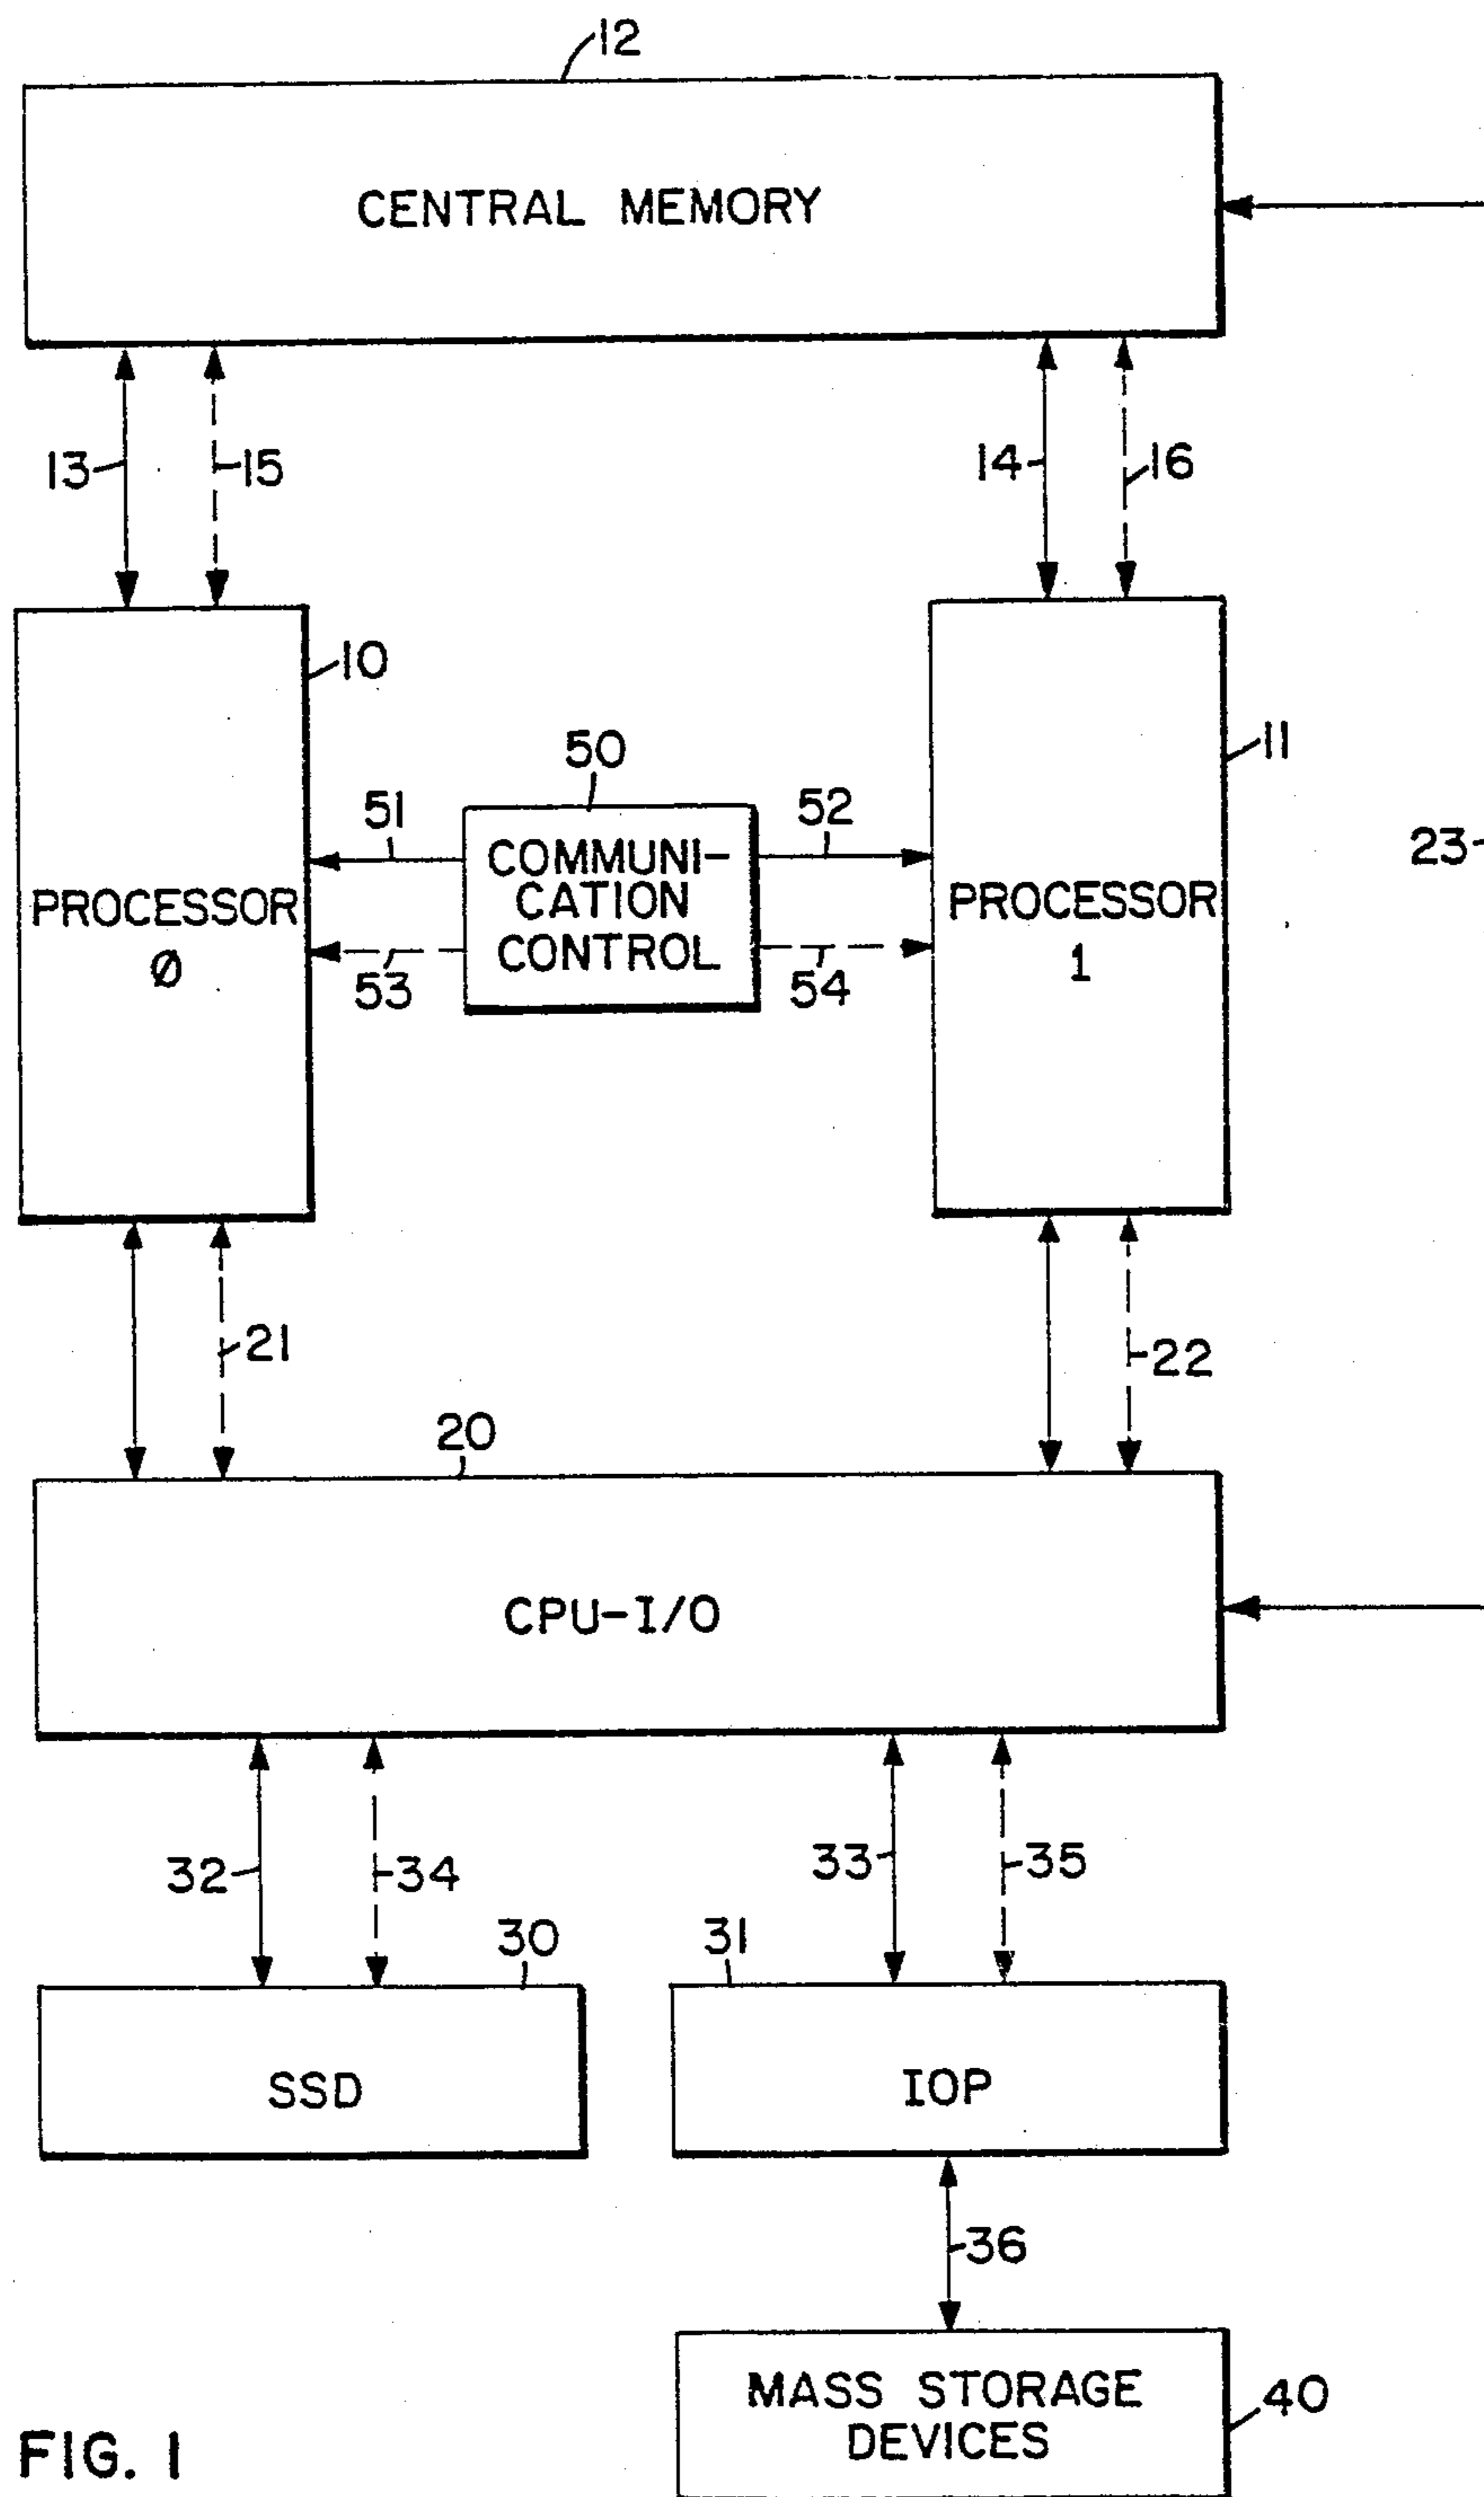 12
CENTRAL MEMORY
13
15
14
16
10
11
50
51
52
23
COMMUNI-
CATION
CONTROL
PROCESSOR
Ø
PROCESSOR
1
53
54
21
22
20
CPU-I/O
32
34
33
35
30
31
SSD
IOP
36
MASS STORAGE
DEVICES
40
FIG. 1